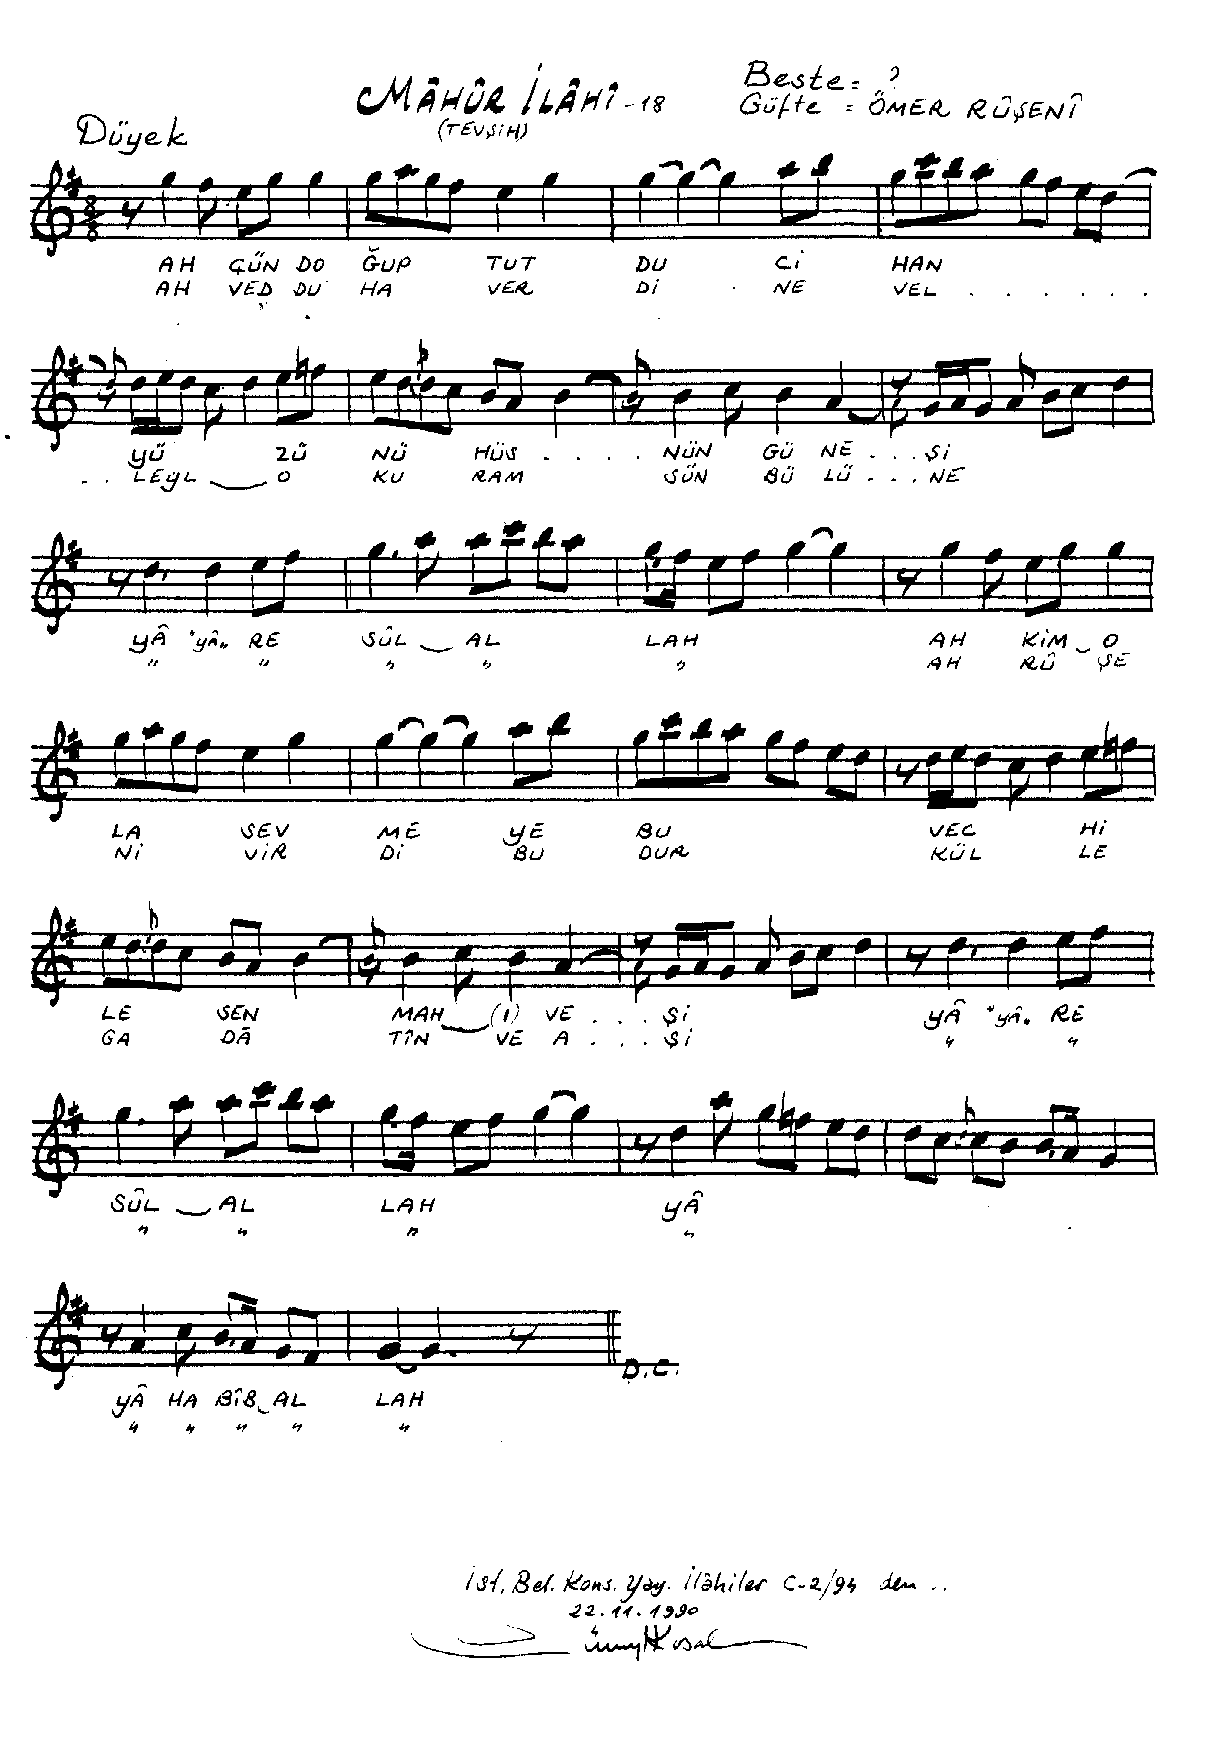 MÂHÛR İLÂHÎ - 18
(TEVŞİH)
Beste = ?
Güfte = ÖMER RÛŞENÎ
Düyek
8 8
AH GÜN DO ĞUP TUT DU Cİ HAN
AH VED DU HA VER Dİ . NE VEL . . . . . .
YÜ ZÜ NÜ HÜS . . . . NÜN GÜ NE . . . Şİ
. . LEYL O KU RAM SÜN BÜ LÜ . . . NE
YÂ "YÂ" RE SÛL AL LAH AH KİM O
" " " " " AH RÛ ŞE
LA SEV ME YE BU VEC Hİ
Nİ VİR Dİ BU DUR KÜL LE
LE SEN MAH (I) VE . . . Şİ YÂ "YÂ" RE
GA DÂ TÎN VE A . . . Şİ " "
SÛL AL LAH YÂ
" " " "
YÂ HA BÎB AL LAH
" " " " "
D.C.
İst. Bel. Kons. Yay. İlâhiler C-2/94 den ..
22.11.1990